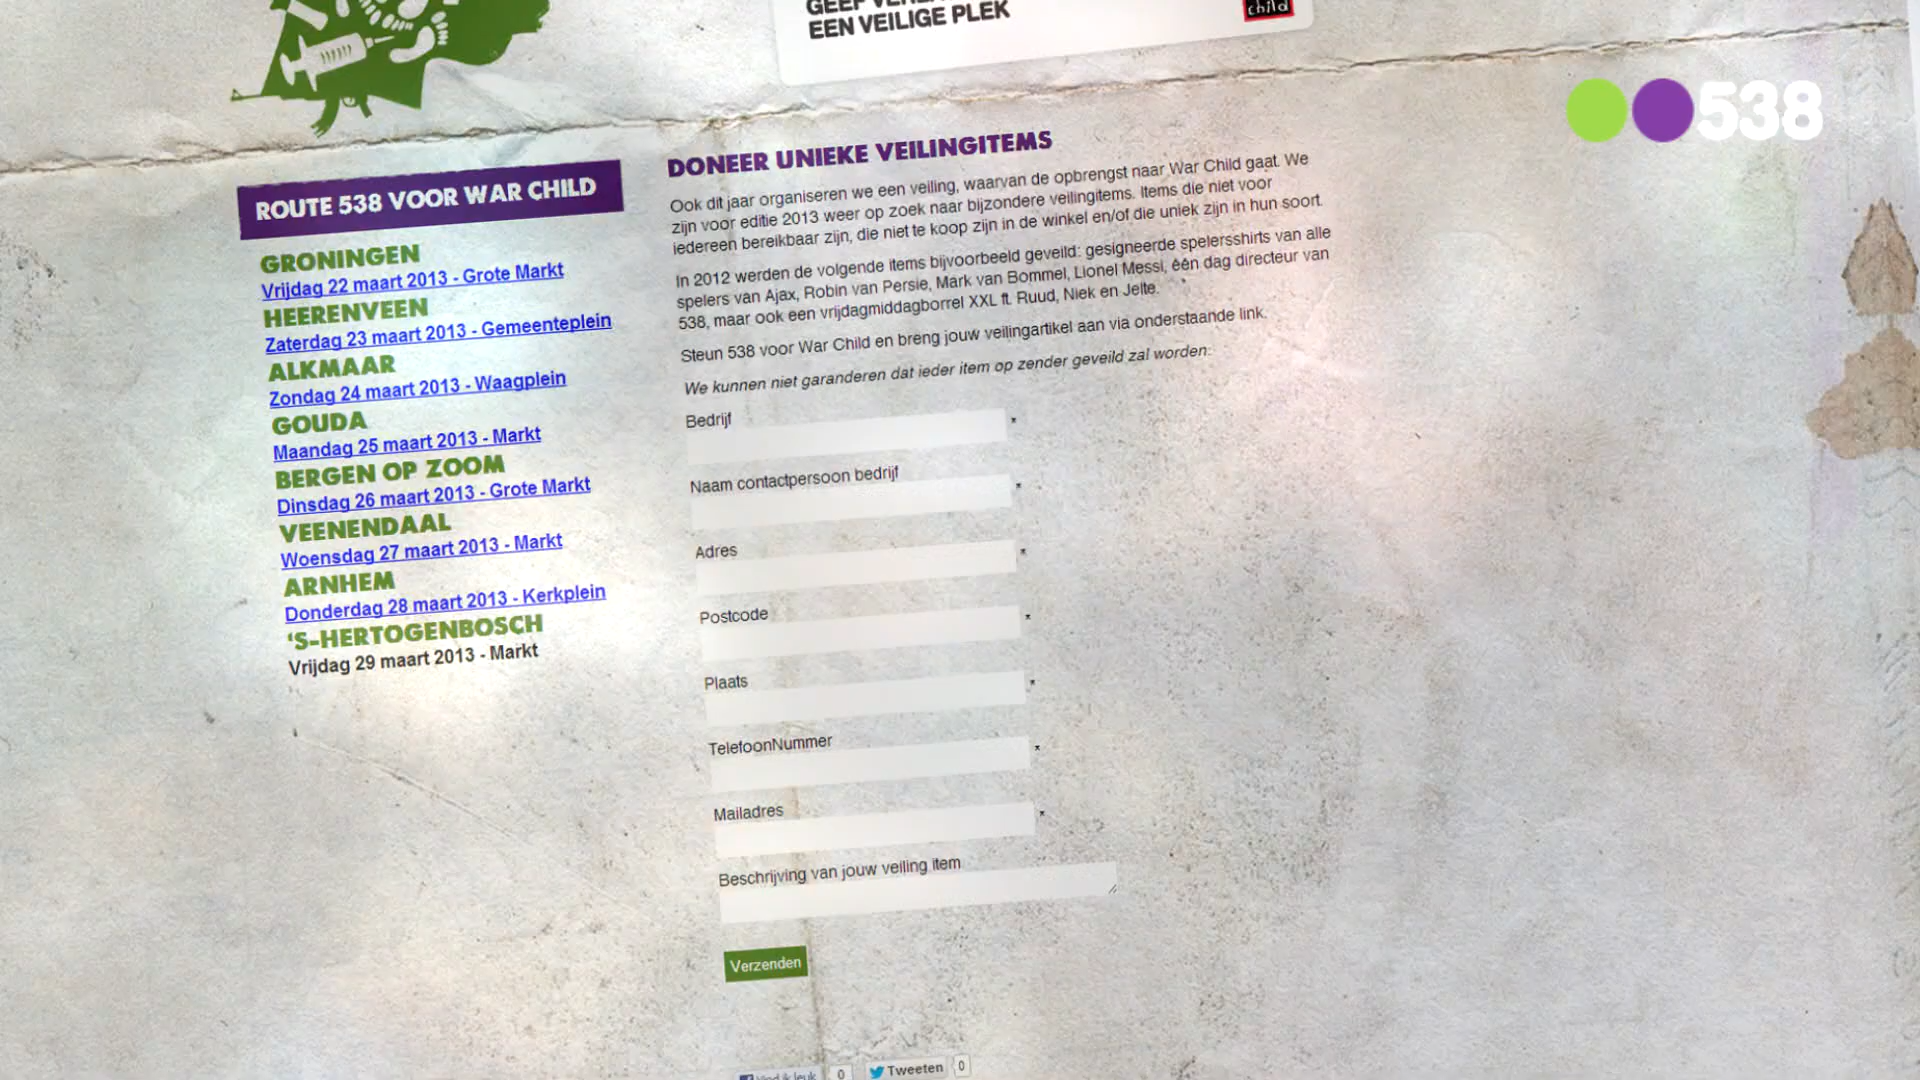 EEN VEILIGE PLEK
child
538
ROUTE 538 VOOR WAR CHILD
GRONINGEN
Vrijdag 22 maart 2013 - Grote Markt
HEERENVEEN
Zaterdag 23 maart 2013 - Gemeenteplein
ALKMAAR
Zondag 24 maart 2013 - Waagplein
GOUDA
Maandag 25 maart 2013 - Markt
BERGEN OP ZOOM
Dinsdag 26 maart 2013 - Grote Markt
VEENENDAAL
Woensdag 27 maart 2013 - Markt
ARNHEM
Donderdag 28 maart 2013 - Kerkplein
'S-HERTOGENBOSCH
Vrijdag 29 maart 2013 - Markt
DONEER UNIEKE VEILINGITEMS
Ook dit jaar organiseren we een veiling, waarvan de opbrengst naar War Child gaat. We
zijn voor editie 2013 weer op zoek naar bijzondere veilingitems. Items die niet voor
iedereen bereikbaar zijn, die niet te koop zijn in de winkel en/of die uniek zijn in hun soort.
In 2012 werden de volgende items bijvoorbeeld geveild: gesigneerde spelersshirts van alle
spelers van Ajax, Robin van Persie, Mark van Bommel, Lionel Messi, één dag directeur van
538, maar ook een vrijdagmiddagborrel XXL ft. Ruud, Niek en Jelte.
Steun 538 voor War Child en breng jouw veilingartikel aan via onderstaande link.
We kunnen niet garanderen dat ieder item op zender geveild zal worden.
Bedrijf *
Naam contactpersoon bedrijf *
Adres *
Postcode *
Plaats *
TelefoonNummer *
Mailadres *
Beschrijving van jouw veiling item
Verzenden
Vind ik leuk 0 Tweeten 0